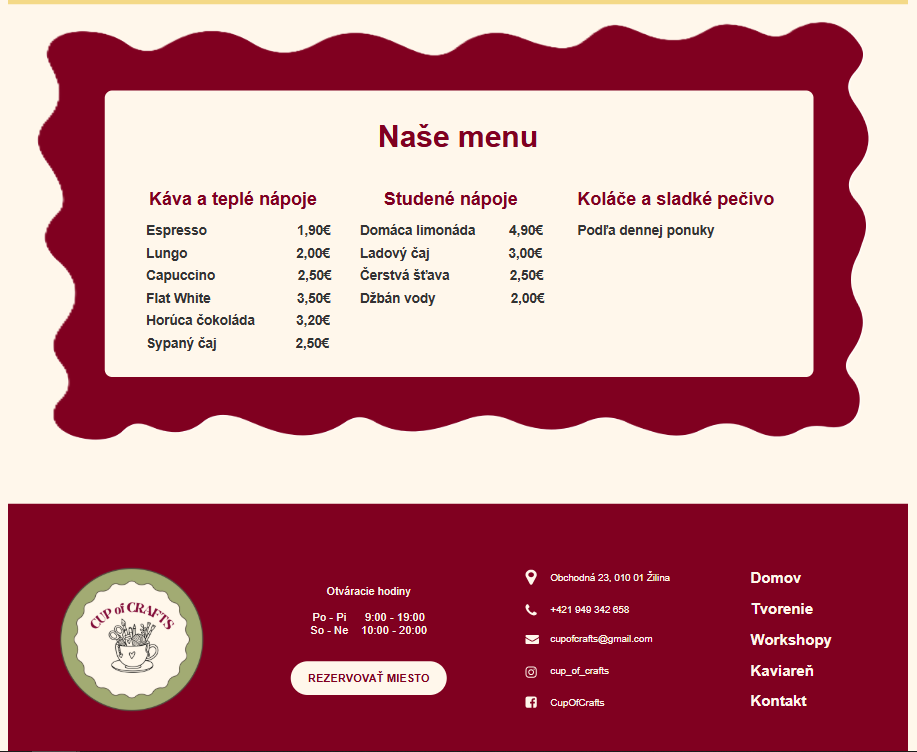 Naše menu
Káva a teplé nápoje
Espresso 1,90€
Lungo 2,00€
Capuccino 2,50€
Flat White 3,50€
Horúca čokoláda 3,20€
Sypaný čaj 2,50€
Studené nápoje
Domáca limonáda 4,90€
Ladový čaj 3,00€
Čerstvá šťava 2,50€
Džbán vody 2,00€
Koláče a sladké pečivo
Podľa dennej ponuky
CUP of CRAFTS
Otváracie hodiny
Po - Pi 9:00 - 19:00
So - Ne 10:00 - 20:00
REZERVOVAŤ MIESTO
Obchodná 23, 010 01 Žilina
+421 949 342 658
cupofcrafts@gmail.com
cup_of_crafts
CupOfCrafts
Domov
Tvorenie
Workshopy
Kaviareň
Kontakt